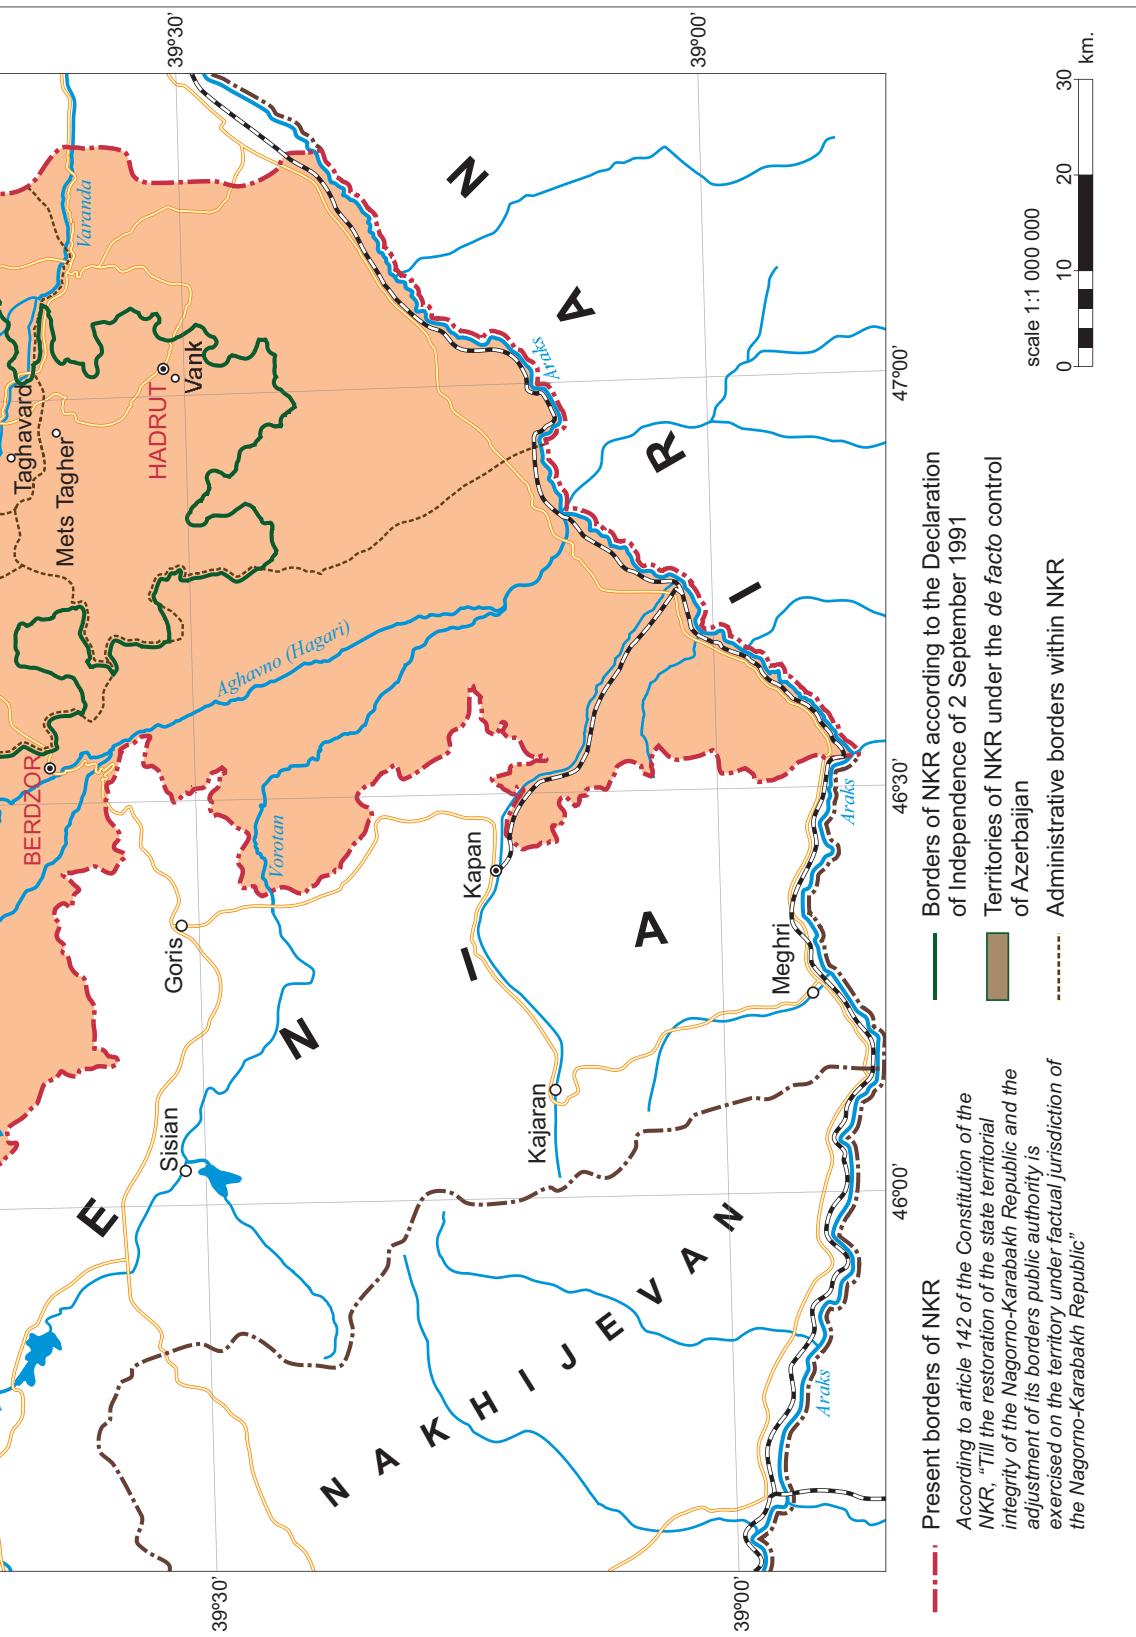 46°00'
46°30'
47°00'
39°30'
39°30'
39°00'
39°00'
E
N
I
A
I
R
A
N
N A K H I J E V A N
BERDZOR
HADRUT
Taghavard
Mets Tagher
Vank
Goris
Sisian
Kapan
Kajaran
Meghri
Varanda
Aghavno (Hagari)
Vorotan
Araks
Araks
Araks
Present borders of NKR
According to article 142 of the Constitution of the
NKR, “Till the restoration of the state territorial
integrity of the Nagorno-Karabakh Republic and the
adjustment of its borders public authority is
exercised on the territory under factual jurisdiction of
the Nagorno-Karabakh Republic”
Borders of NKR according to the Declaration
of Independence of 2 September 1991
Territories of NKR under the de facto control
of Azerbaijan
Administrative borders within NKR
scale 1:1 000 000
0 10 20 30 km.